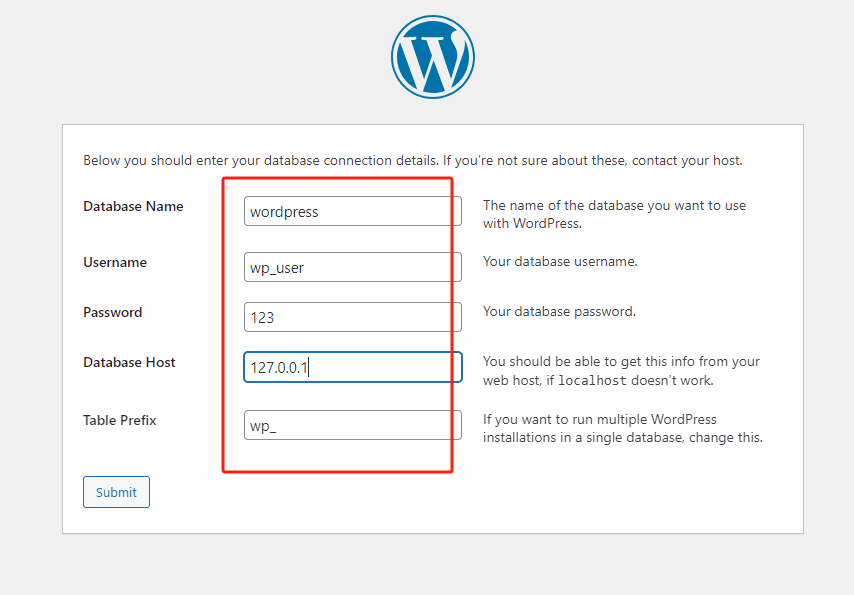 Below you should enter your database connection details. If you’re not sure about these, contact your host.
Database Name
wordpress
The name of the database you want to use
with WordPress.
Username
wp_user
Your database username.
Password
123
Your database password.
Database Host
127.0.0.1
You should be able to get this info from your
web host, if localhost doesn’t work.
Table Prefix
wp_
If you want to run multiple WordPress
installations in a single database, change this.
Submit